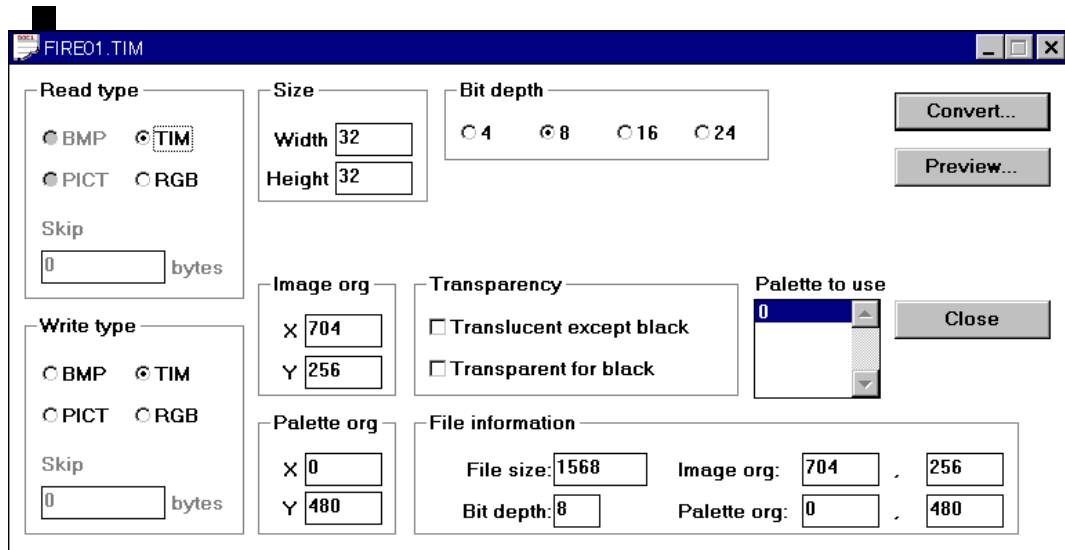 FIRE01.TIM
Read type
BMP TIM
PICT RGB
Skip
0 bytes
Size
Width 32
Height 32
Bit depth
4 8 16 24
Convert...
Preview...
Image org
X 704
Y 256
Transparency
Translucent except black
Transparent for black
Palette to use
0
Close
Write type
BMP TIM
PICT RGB
Skip
0 bytes
Palette org
X 0
Y 480
File information
File size: 1568 Image org: 704 , 256
Bit depth: 8 Palette org: 0 , 480